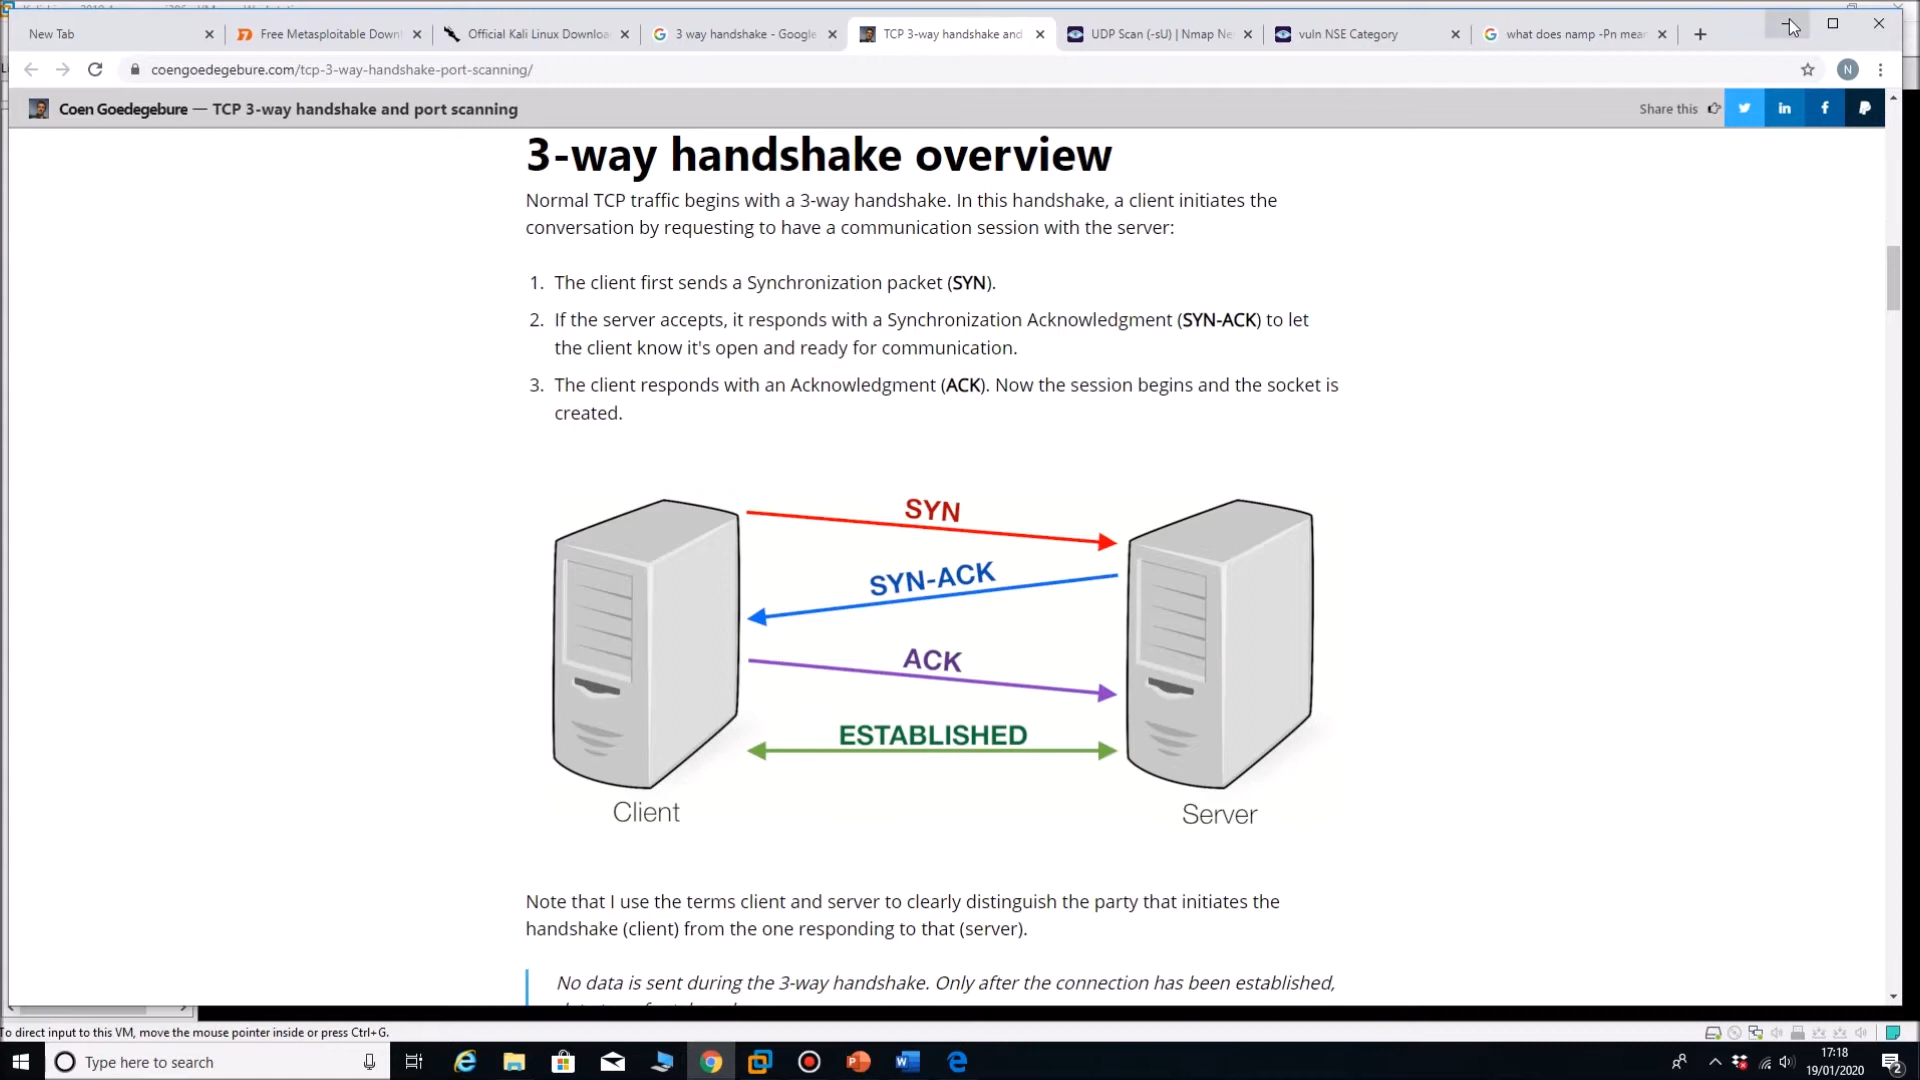 New Tab
Free Metasploitable Down
Official Kali Linux Downloa
3 way handshake - Google
TCP 3-way handshake and
UDP Scan (-sU) | Nmap Ne
vuln NSE Category
what does namp -Pn mear
coengoedegebure.com/tcp-3-way-handshake-port-scanning/
N
Coen Goedegebure — TCP 3-way handshake and port scanning
Share this
3-way handshake overview
Normal TCP traffic begins with a 3-way handshake. In this handshake, a client initiates the
conversation by requesting to have a communication session with the server:
1. The client first sends a Synchronization packet (SYN).
2. If the server accepts, it responds with a Synchronization Acknowledgment (SYN-ACK) to let
the client know it's open and ready for communication.
3. The client responds with an Acknowledgment (ACK). Now the session begins and the socket is
created.
SYN
SYN-ACK
ACK
ESTABLISHED
Client
Server
Note that I use the terms client and server to clearly distinguish the party that initiates the
handshake (client) from the one responding to that (server).
No data is sent during the 3-way handshake. Only after the connection has been established,
To direct input to this VM, move the mouse pointer inside or press Ctrl+G.
Type here to search
17:18
19/01/2020
2